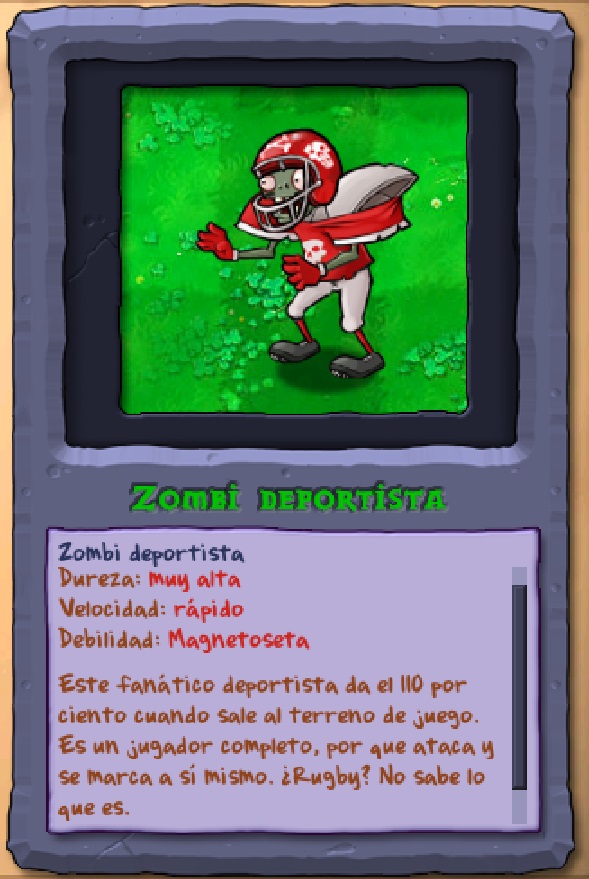 Zombi deportista
Zombi deportista
Dureza: muy alta
Velocidad: rápido
Debilidad: Magnetoseta
Este fanático deportista da el 110 por
ciento cuando sale al terreno de juego.
Es un jugador completo, por que ataca y
se marca a sí mismo. ¿Rugby? No sabe lo
que es.